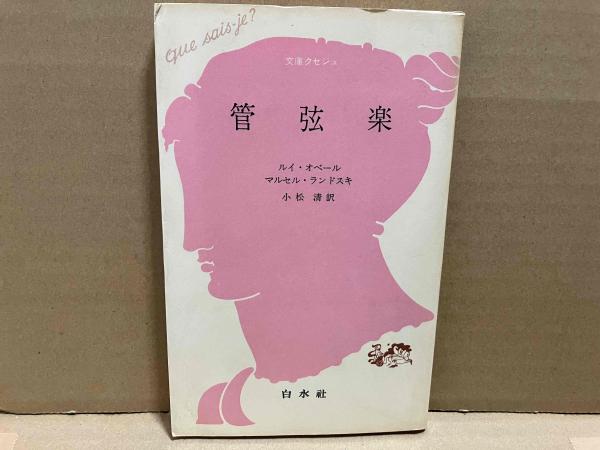 que sais-je?
文庫クセジュ
管弦楽
ルイ・オベール
マルセル・ランドスキ
小松 清訳
白水社